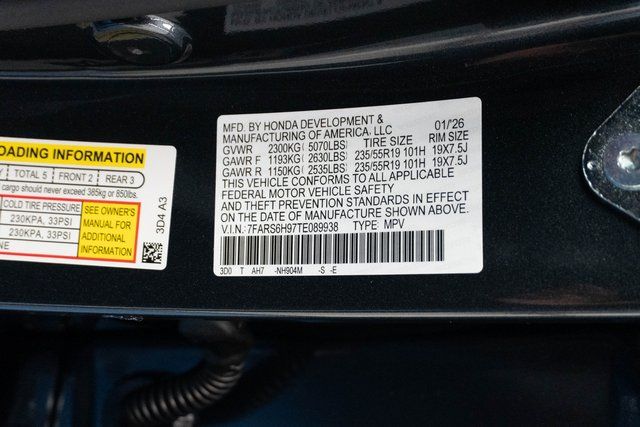 OADING INFORMATION
TOTAL 5 FRONT 2 REAR 3
cargo should never exceed 385kg or 850lbs.
COLD TIRE PRESSURE
230KPA, 33PSI
230KPA, 33PSI
SEE OWNER'S
MANUAL FOR
ADDITIONAL
INFORMATION
3D4 A3
MFD. BY HONDA DEVELOPMENT & 01/'26
MANUFACTURING OF AMERICA, LLC
GVWR 2300KG( 5070LBS) TIRE SIZE RIM SIZE
GAWR F 1193KG( 2630LBS) 235/55R19 101H 19X7.5J
GAWR R 1150KG( 2535LBS) 235/55R19 101H 19X7.5J
THIS VEHICLE CONFORMS TO ALL APPLICABLE
FEDERAL MOTOR VEHICLE SAFETY
AND THEFT PREVENTION STANDARDS IN EFFECT
ON THE DATE OF MANUFACTURE SHOWN ABOVE.
V.I.N.: 7FARS6H97TE089938 TYPE: MPV
3D0 T AH7 -NH904M -S -E